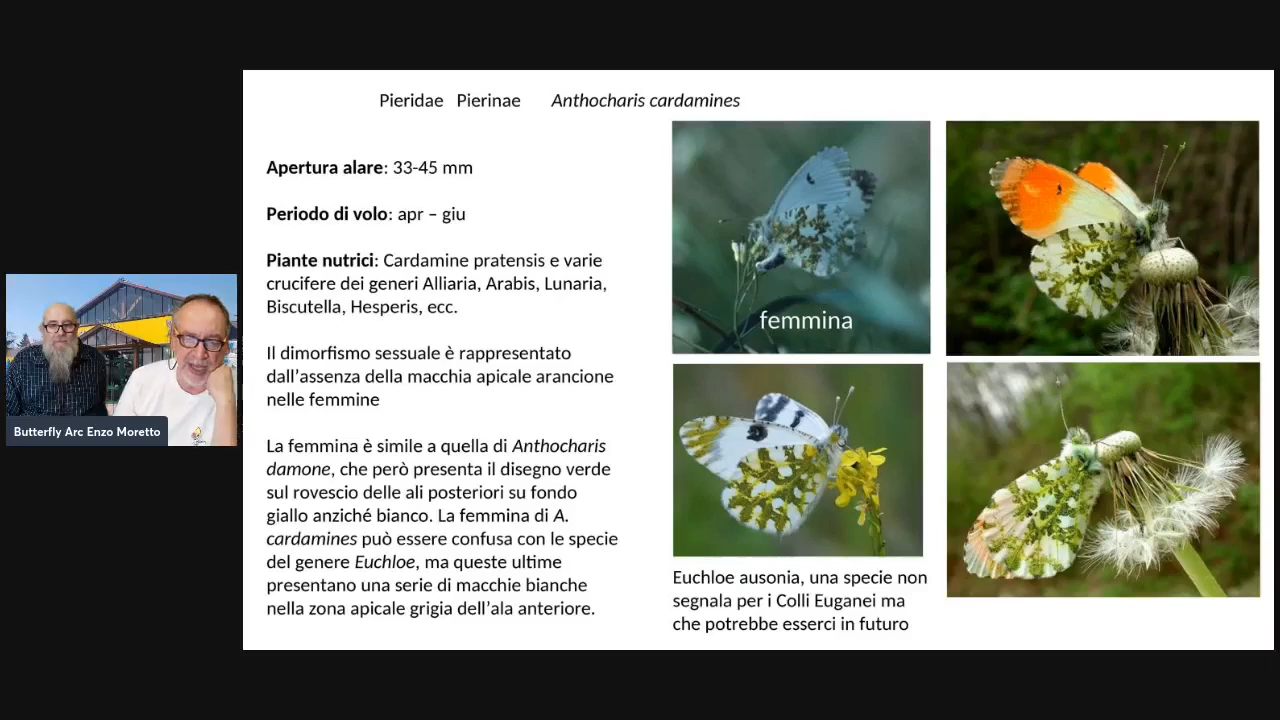 Pieridae Pierinae Anthocharis cardamines
Apertura alare: 33-45 mm
Periodo di volo: apr – giu
Piante nutrici: Cardamine pratensis e varie
crucifere dei generi Alliaria, Arabis, Lunaria,
Biscutella, Hesperis, ecc.
Il dimorfismo sessuale è rappresentato
dall’assenza della macchia apicale arancione
nelle femmine
La femmina è simile a quella di Anthocharis
damone, che però presenta il disegno verde
sul rovescio delle ali posteriori su fondo
giallo anziché bianco. La femmina di A.
cardamines può essere confusa con le specie
del genere Euchloe, ma queste ultime
presentano una serie di macchie bianche
nella zona apicale grigia dell’ala anteriore.
femmina
Euchloe ausonia, una specie non
segnala per i Colli Euganei ma
che potrebbe esserci in futuro
Butterfly Arc Enzo Moretto